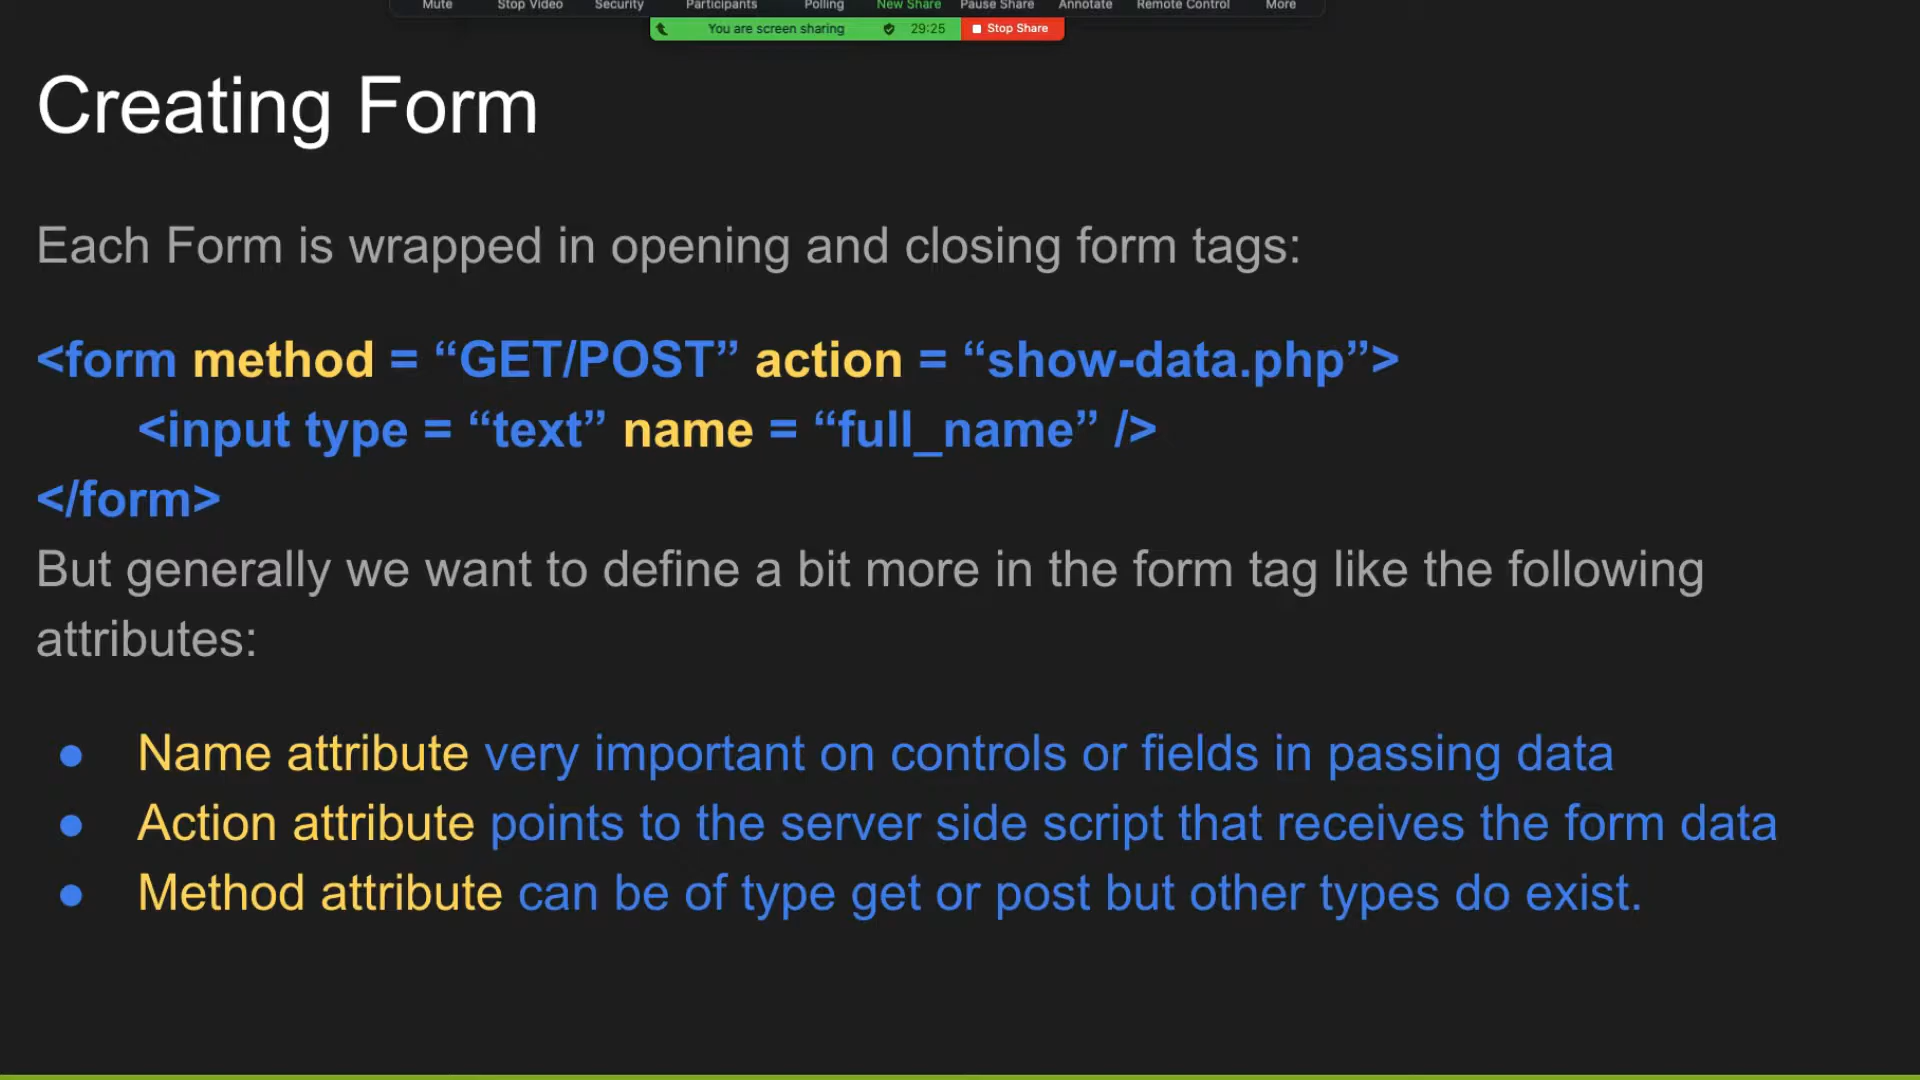 Mute Stop Video Security Participants Polling New Share Pause Share Annotate Remote Control More
You are screen sharing 29:25 Stop Share
Creating Form
Each Form is wrapped in opening and closing form tags:
<form method = “GET/POST” action = “show-data.php”>
<input type = “text” name = “full_name” />
</form>
But generally we want to define a bit more in the form tag like the following
attributes:
● Name attribute very important on controls or fields in passing data
● Action attribute points to the server side script that receives the form data
● Method attribute can be of type get or post but other types do exist.